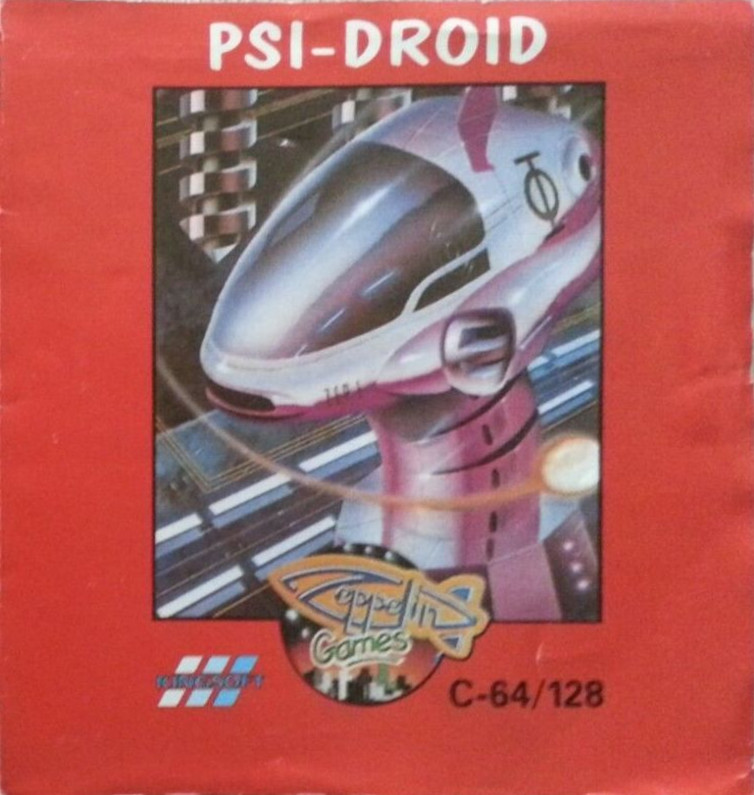 PSI-DROID
Zeppelin
Games
KINGSOFT
C-64/128